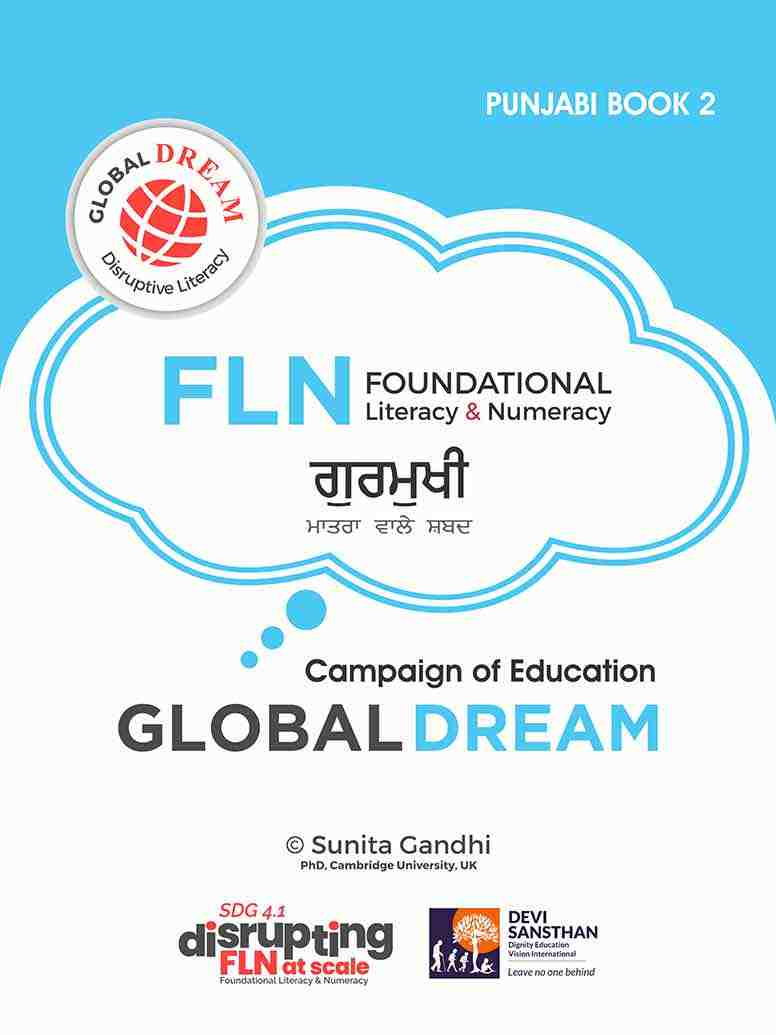 PUNJABI BOOK 2
GLOBAL DREAM
Disruptive Literacy
FLN FOUNDATIONAL
Literacy & Numeracy
ਗੁਰਮੁਖੀ
ਮਾਤਰਾ ਵਾਲੇ ਸ਼ਬਦ
Campaign of Education
GLOBAL DREAM
© Sunita Gandhi
PhD, Cambridge University, UK
SDG 4.1
disrupting
FLN at scale
Foundational Literacy & Numeracy
DEVI
SANSTHAN
Dignity Education
Vision International
Leave no one behind